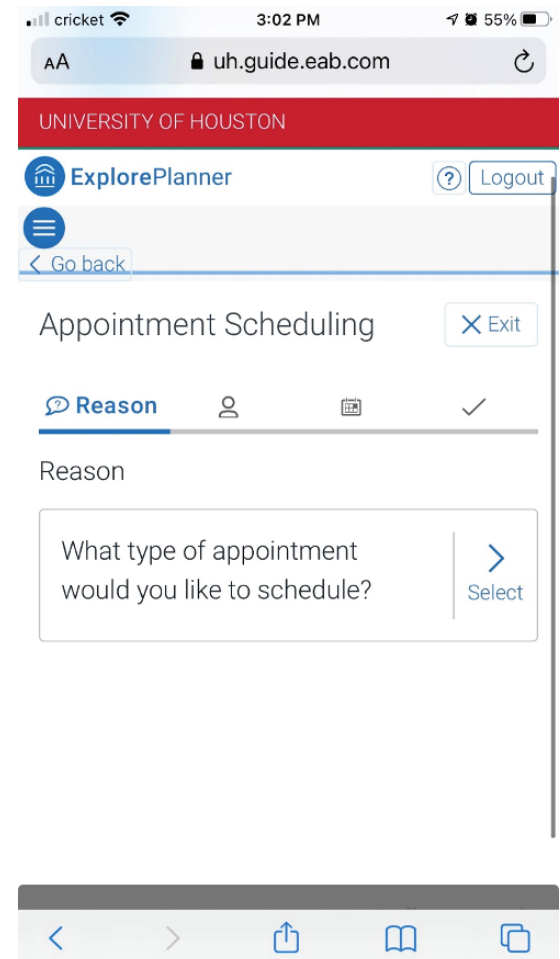 cricket 3:02 PM 55%
AA uh.guide.eab.com
UNIVERSITY OF HOUSTON
ExplorePlanner ? Logout
< Go back
Appointment Scheduling Exit
Reason
Reason
What type of appointment
would you like to schedule?
Select